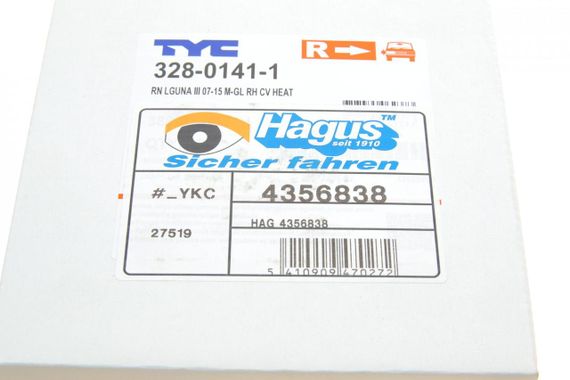 TYC
R
328-0141-1
RN LGUNA III 07-15 M-GL RH CV HEAT
Hagus™
seit 1910
Sicher fahren
#_YKC 4356838
27519 HAG 4356838
5 410909 470272